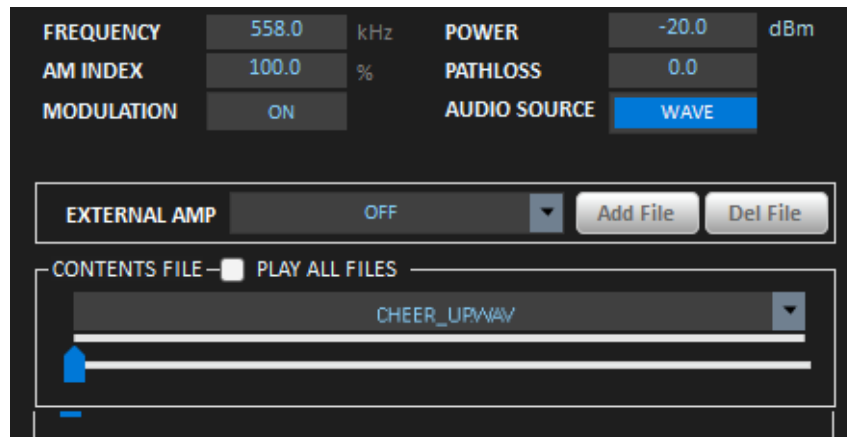 FREQUENCY 558.0 kHz POWER -20.0 dBm
AM INDEX 100.0 % PATHLOSS 0.0
MODULATION ON AUDIO SOURCE WAVE
EXTERNAL AMP OFF Add File Del File
CONTENTS FILE PLAY ALL FILES
CHEER_UP.WAV